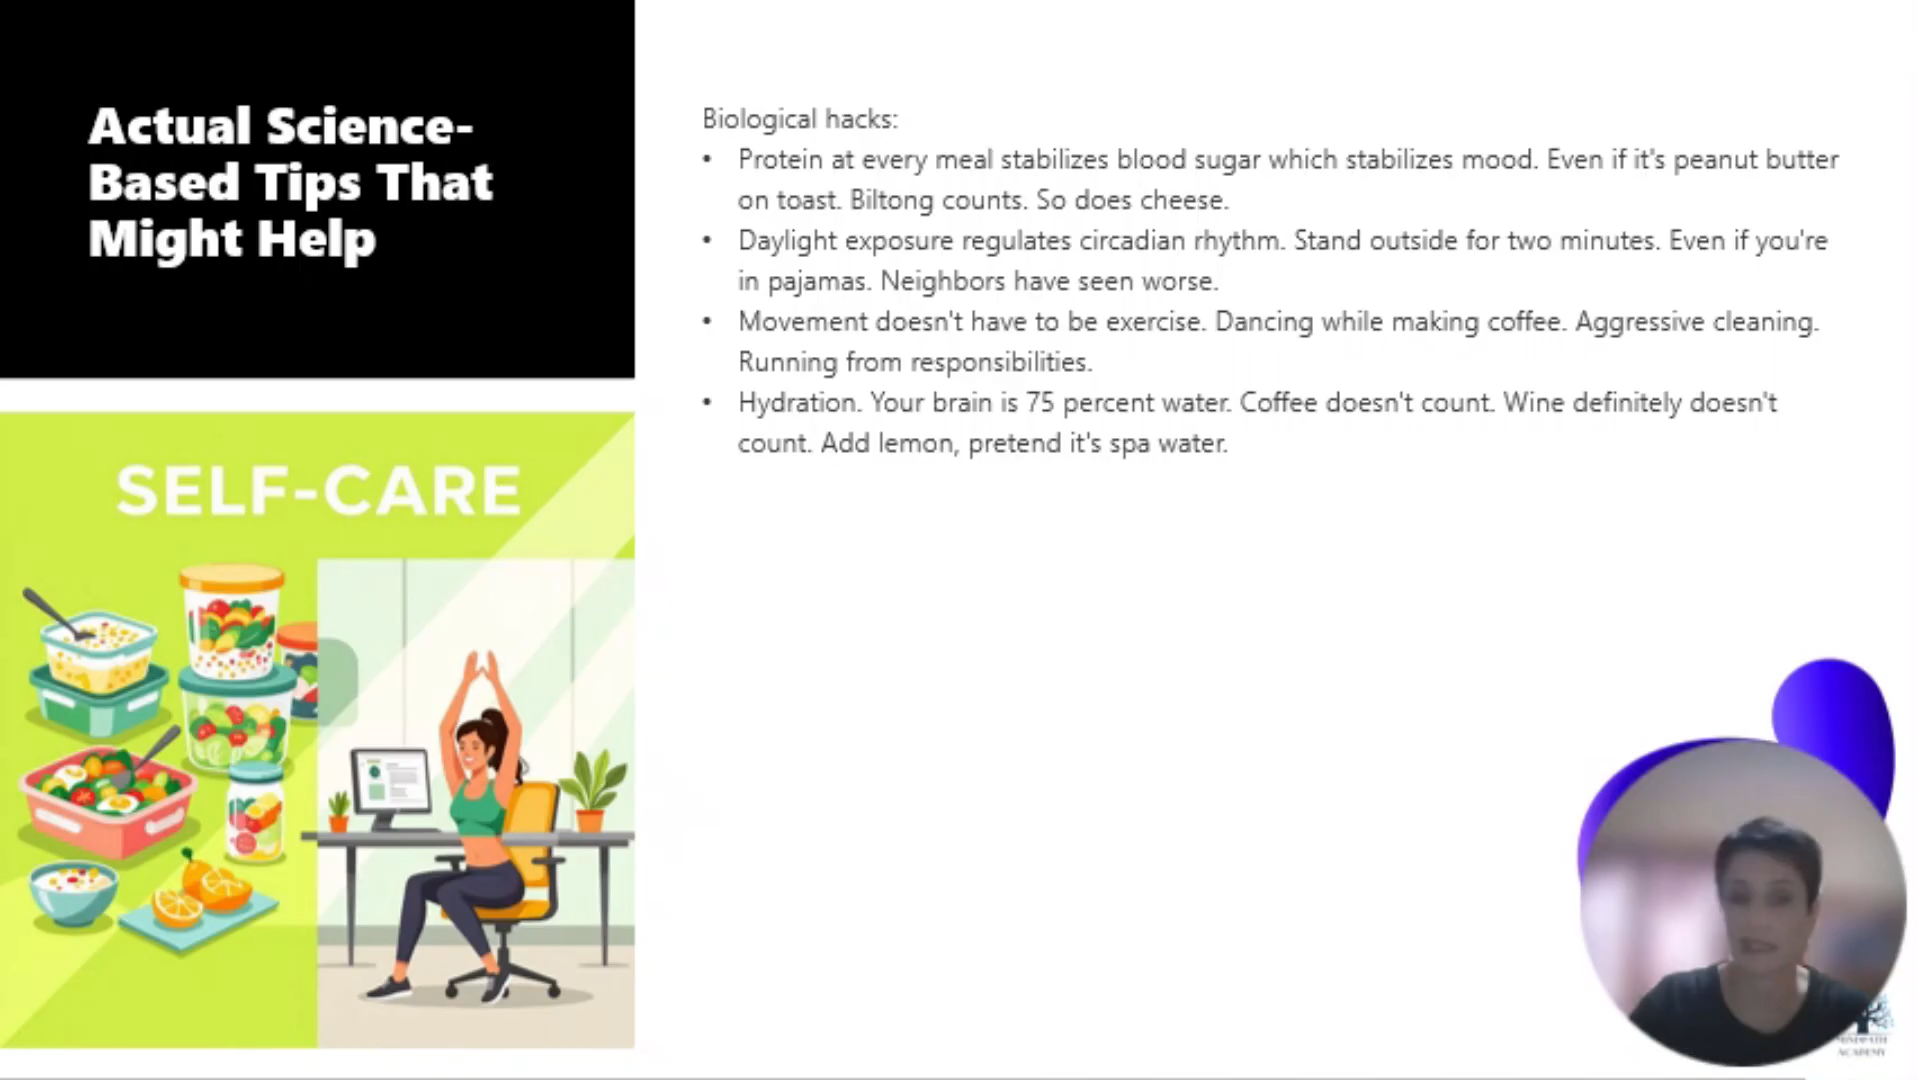 Actual Science-
Based Tips That
Might Help
Biological hacks:
• Protein at every meal stabilizes blood sugar which stabilizes mood. Even if it's peanut butter
on toast. Biltong counts. So does cheese.
• Daylight exposure regulates circadian rhythm. Stand outside for two minutes. Even if you're
in pajamas. Neighbors have seen worse.
• Movement doesn't have to be exercise. Dancing while making coffee. Aggressive cleaning.
Running from responsibilities.
• Hydration. Your brain is 75 percent water. Coffee doesn't count. Wine definitely doesn't
count. Add lemon, pretend it's spa water.
SELF-CARE
ACADEMY